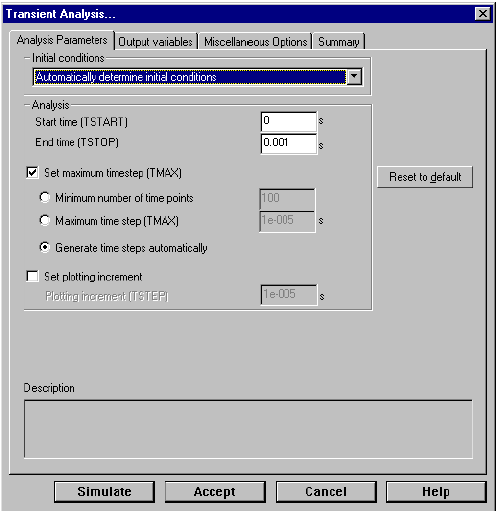 Transient Analysis...
Analysis Parameters Output variables Miscellaneous Options Summary
Initial conditions
Automatically determine initial conditions
Analysis
Start time (TSTART) 0 s
End time (TSTOP) 0.001 s
Set maximum timestep (TMAX)
Reset to default
Minimum number of time points 100
Maximum time step (TMAX) 1e-005 s
Generate time steps automatically
Set plotting increment
Plotting increment (TSTEP) 1e-005 s
Description
Simulate Accept Cancel Help